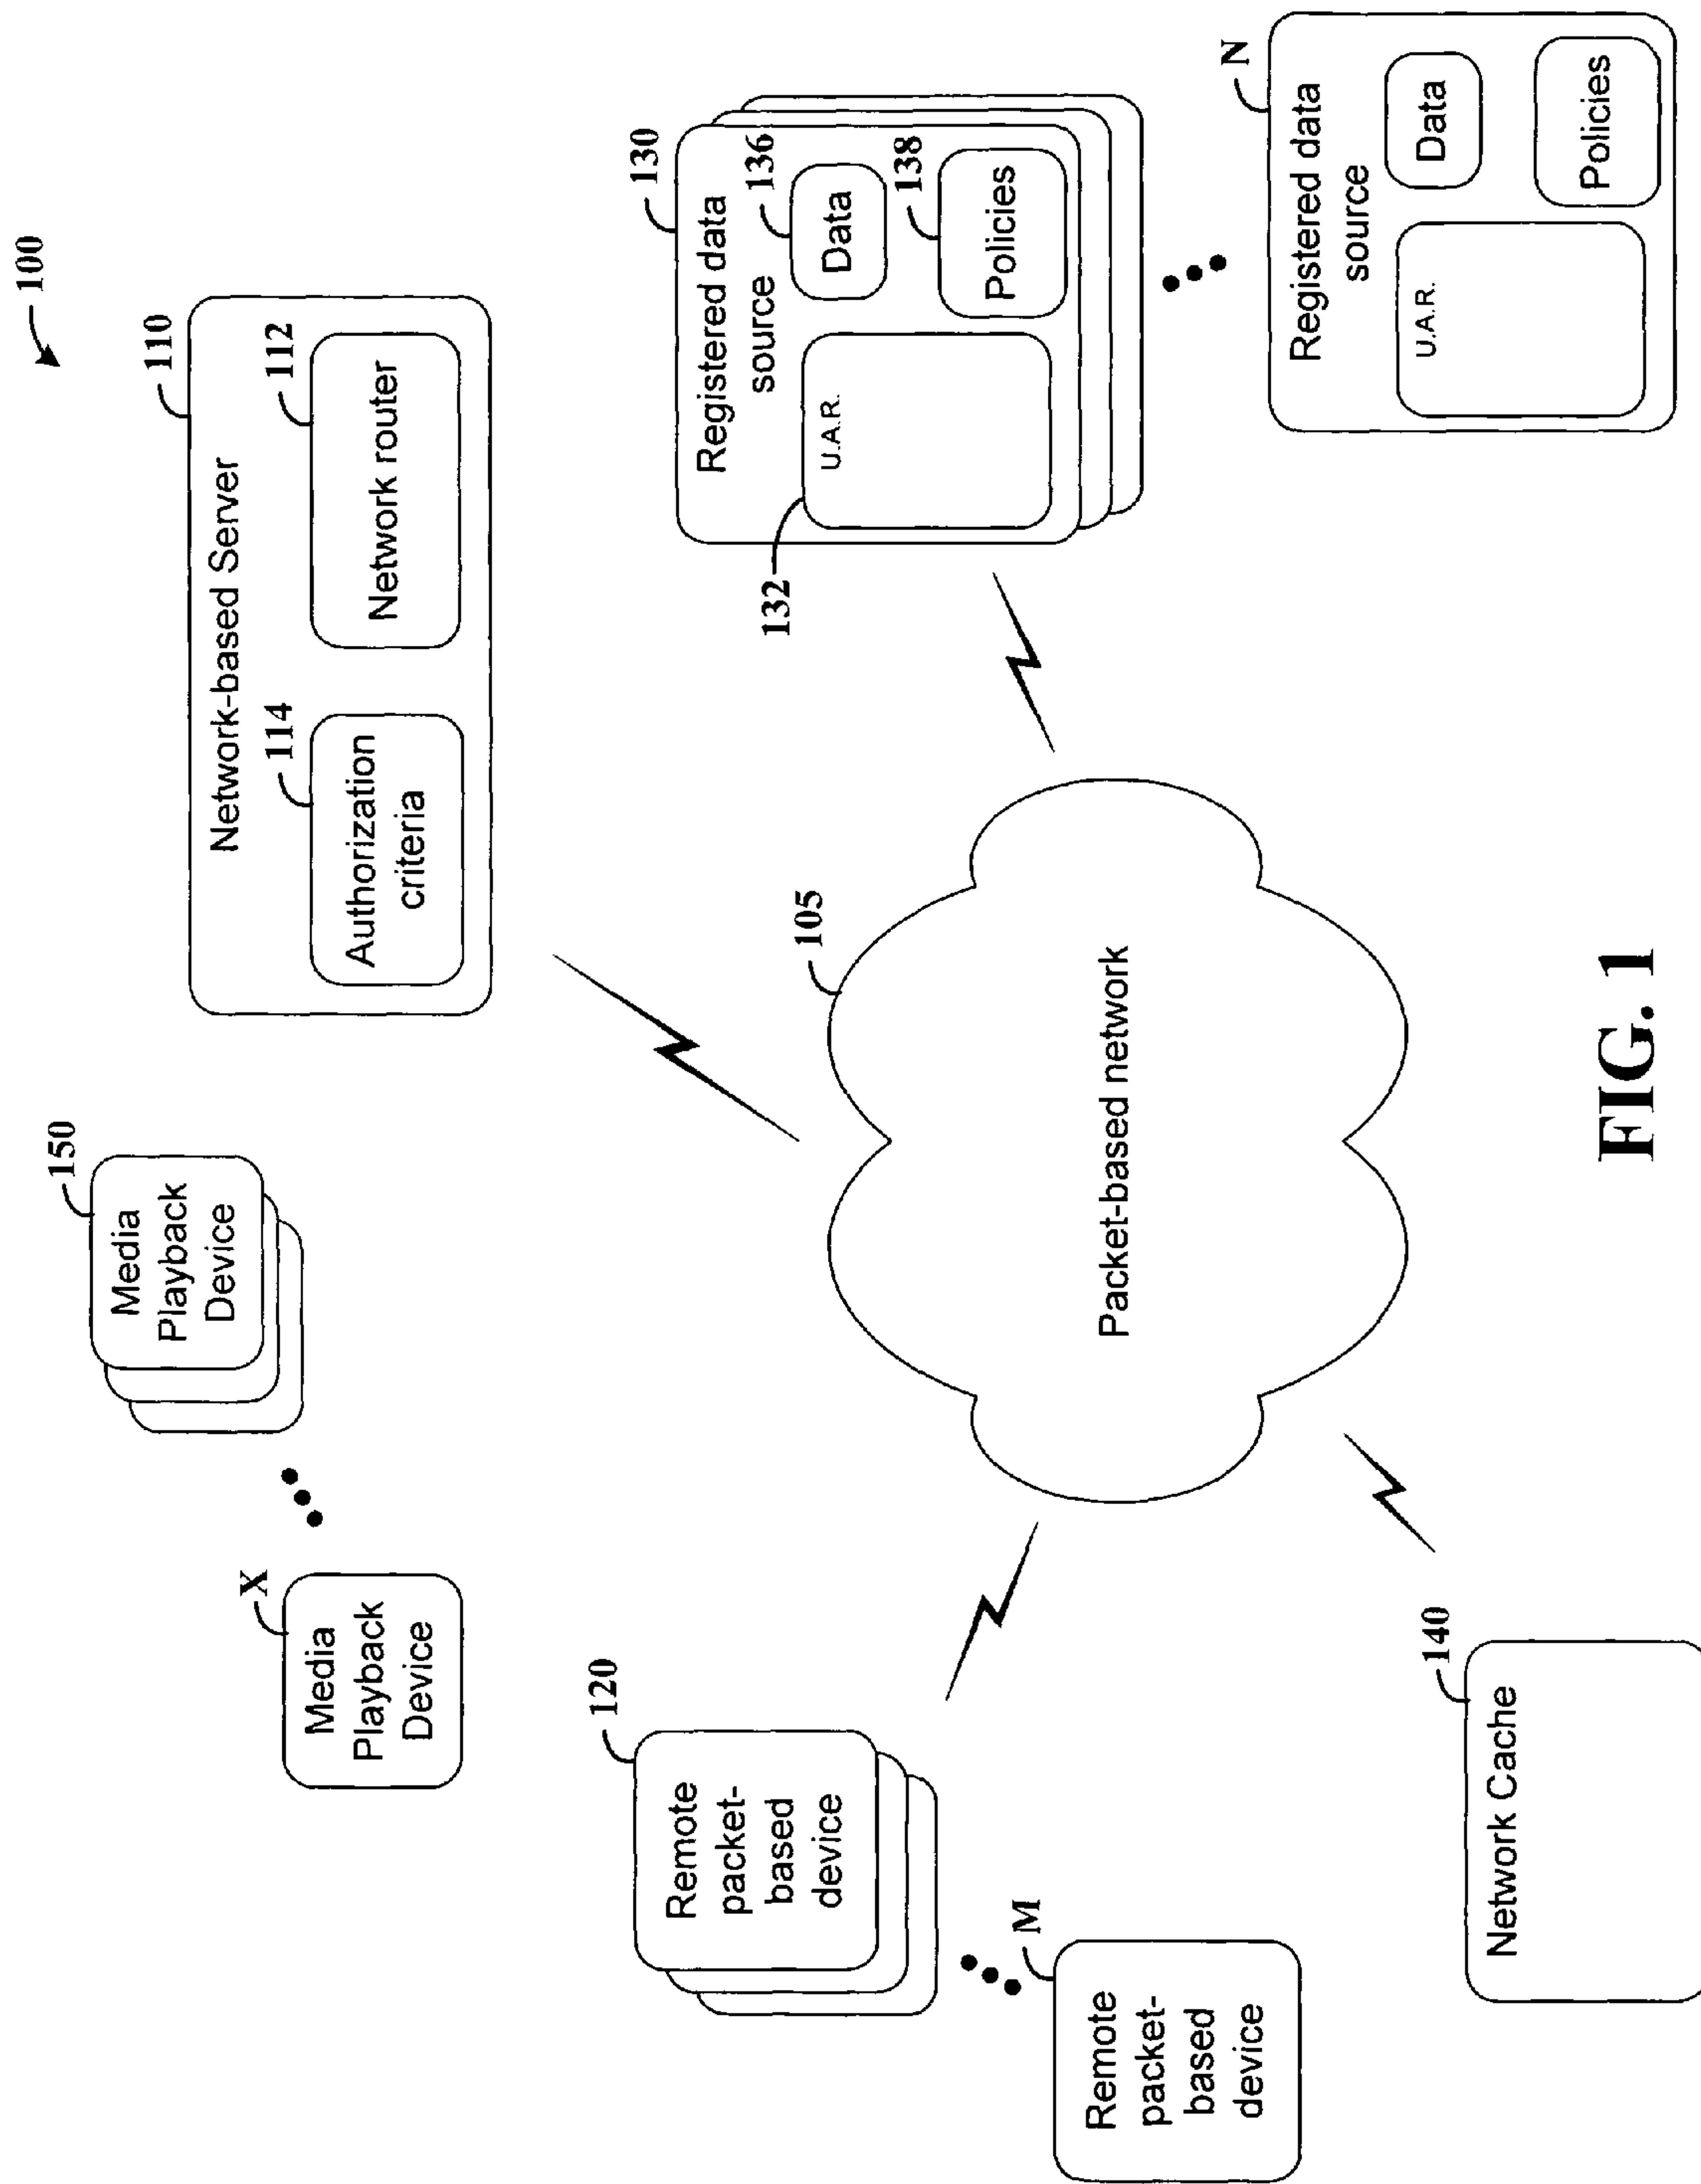 100
150
Media
Playback
Device
X
Media
Playback
Device
110
Network-based Server
114
Authorization
criteria
112
Network router
120
Remote
packet-
based
device
M
Remote
packet-
based
device
105
Packet-based network
130
Registered data
source
132
U.A.R.
136
Data
138
Policies
N
Registered data
source
U.A.R.
Data
Policies
140
Network Cache
FIG. 1